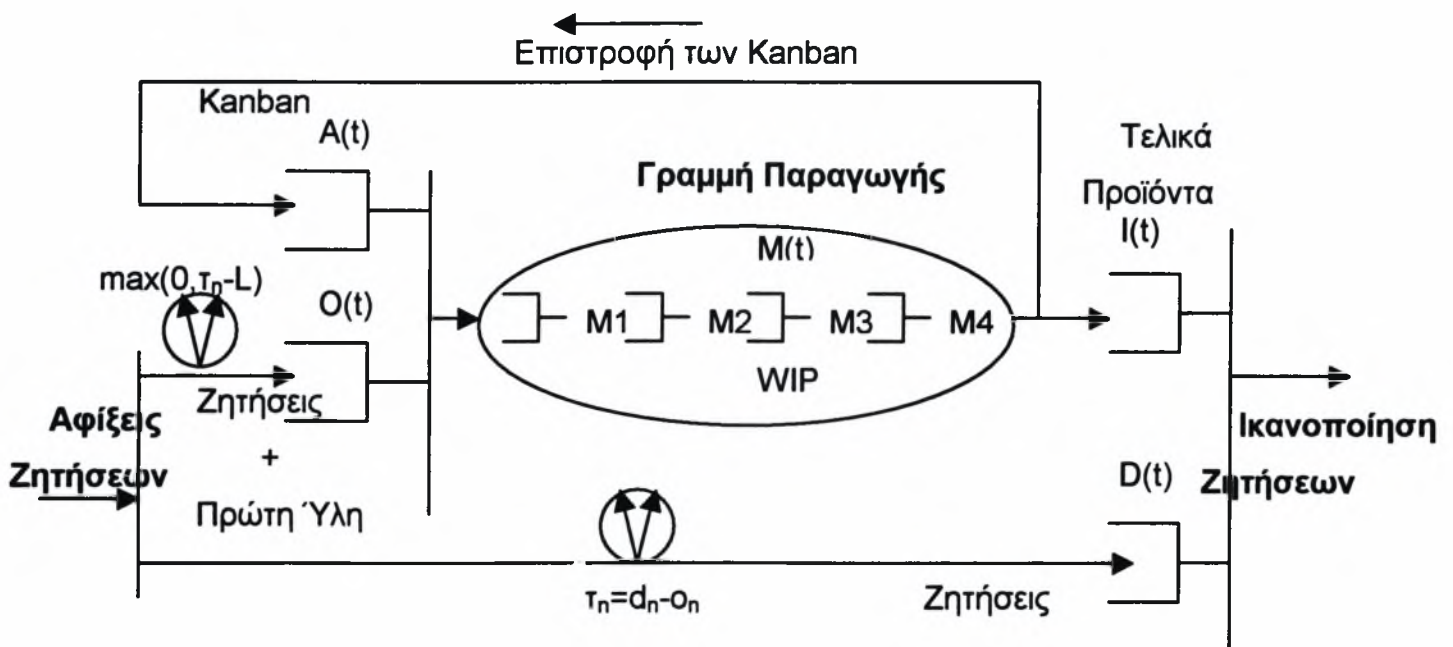 Επιστροφή των Kanban
Kanban
A(t)
Τελικά
Προϊόντα
I(t)
Γραμμή Παραγωγής
M(t)
max(0,τn-L)
O(t)
M1 M2 M3 M4
WIP
Ζητήσεις
+
Πρώτη Ύλη
Αφίξεις
Ζητήσεων
Ικανοποίηση
Ζητήσεων
D(t)
τn=dn-on
Ζητήσεις